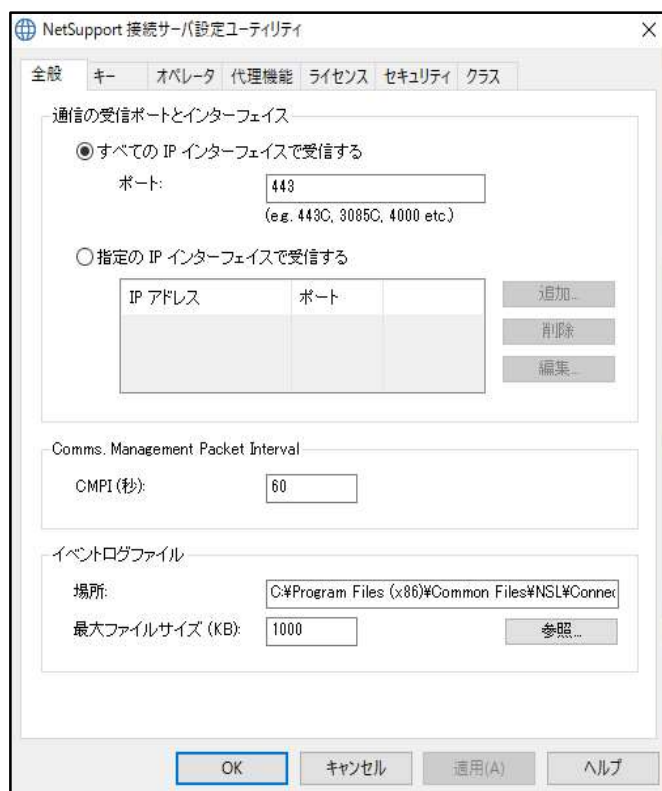 NetSupport 接続サーバ設定ユーティリティ
全般 キー オペレータ 代理機能 ライセンス セキュリティ クラス
通信の受信ポートとインターフェイス
すべての IP インターフェイスで受信する
ポート: 443
(e.g. 443C, 3085C, 4000 etc.)
指定の IP インターフェイスで受信する
IP アドレス ポート
追加...
削除
編集...
Comms. Management Packet Interval
CMPI (秒): 60
イベントログファイル
場所: C:¥Program Files (x86)¥Common Files¥NSL¥Connec
最大ファイルサイズ (KB): 1000 参照...
OK キャンセル 適用(A) ヘルプ